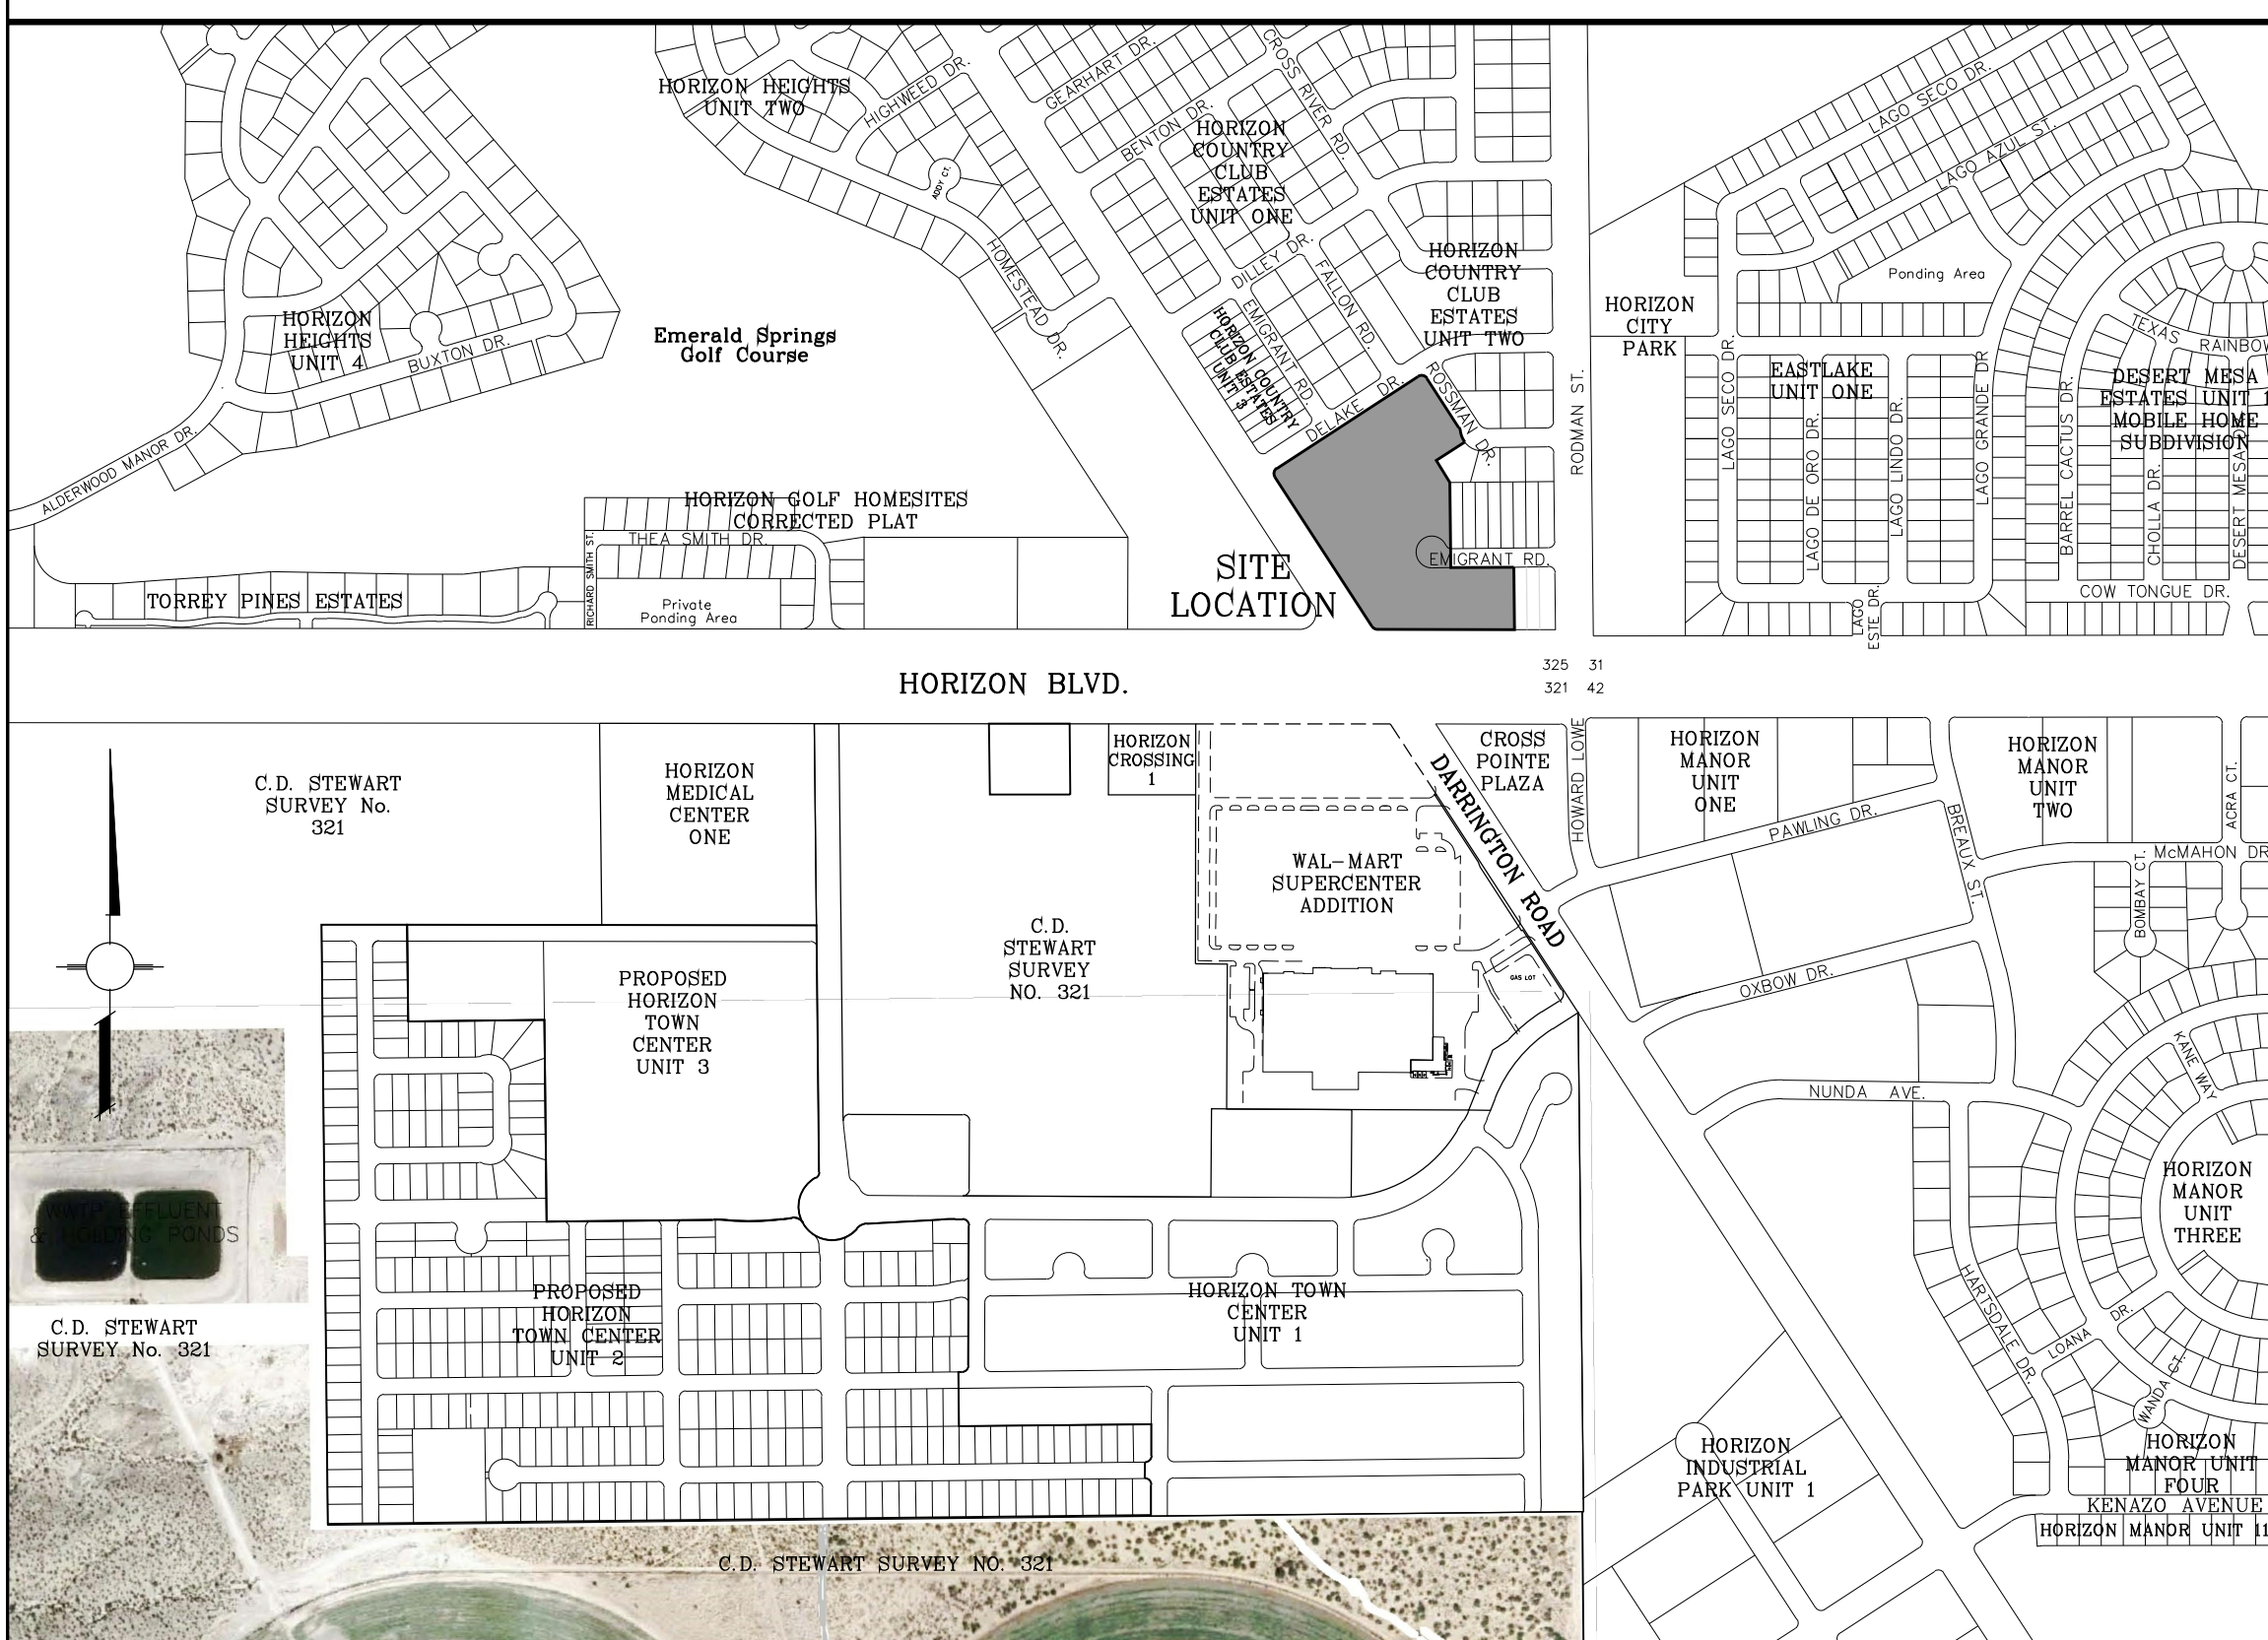 HORIZON HEIGHTS
UNIT TWO
HIGHWEED DR.
GEARHART DR.
CROSS RIVER RD.
BENTON DR.
HORIZON
COUNTRY
CLUB
ESTATES
UNIT ONE
ADDY CT.
HOMESTEAD DR.
DILLEY DR.
FALLON RD.
EMIGRANT RD.
HORIZON
COUNTRY
CLUB
ESTATES
UNIT TWO
HORIZON COUNTRY
CLUB ESTATES
UNIT 3
DELAKE DR.
ROSSMAN DR.
RODMAN ST.
EMIGRANT RD.
HORIZON
CITY
PARK
LAGO SECO DR.
LAGO AZUL ST.
Ponding Area
LAGO SECO DR.
EASTLAKE
UNIT ONE
LAGO DE ORO DR.
LAGO LINDO DR.
LAGO GRANDE DR
LAGO
ESTE DR.
TEXAS
RAINBOW
DESERT MESA
ESTATES UNIT 1
MOBILE HOME
SUBDIVISION
BARREL CACTUS DR.
CHOLLA DR.
DESERT MESA DR.
COW TONGUE DR.
HORIZON
HEIGHTS
UNIT 4
BUXTON DR.
ALDERWOOD MANOR DR.
Emerald Springs
Golf Course
HORIZON GOLF HOMESITES
CORRECTED PLAT
THEA SMITH DR.
RICHARD SMITH ST.
Private
Ponding Area
TORREY PINES ESTATES
SITE
LOCATION
HORIZON BLVD.
325 31
321 42
C.D. STEWART
SURVEY No.
321
HORIZON
MEDICAL
CENTER
ONE
HORIZON
CROSSING
1
CROSS
POINTE
PLAZA
DARRINGTON ROAD
HOWARD LOWE
HORIZON
MANOR
UNIT
ONE
PAWLING DR.
BREAUX ST.
HORIZON
MANOR
UNIT
TWO
ACRA CT.
McMAHON DR
BOMBAY CT.
WAL-MART
SUPERCENTER
ADDITION
GAS LOT
C.D.
STEWART
SURVEY
NO. 321
PROPOSED
HORIZON
TOWN
CENTER
UNIT 3
OXBOW DR.
NUNDA AVE.
KANE WAY
HORIZON
MANOR
UNIT
THREE
WWTP EFFLUENT
& HOLDING PONDS
C.D. STEWART
SURVEY No. 321
PROPOSED
HORIZON
TOWN CENTER
UNIT 2
HORIZON TOWN
CENTER
UNIT 1
HARTSDALE DR.
LOANA DR.
WANDA CT.
HORIZON
INDUSTRIAL
PARK UNIT 1
HORIZON
MANOR UNIT
FOUR
KENAZO AVENUE
HORIZON MANOR UNIT 11
C.D. STEWART SURVEY NO. 321